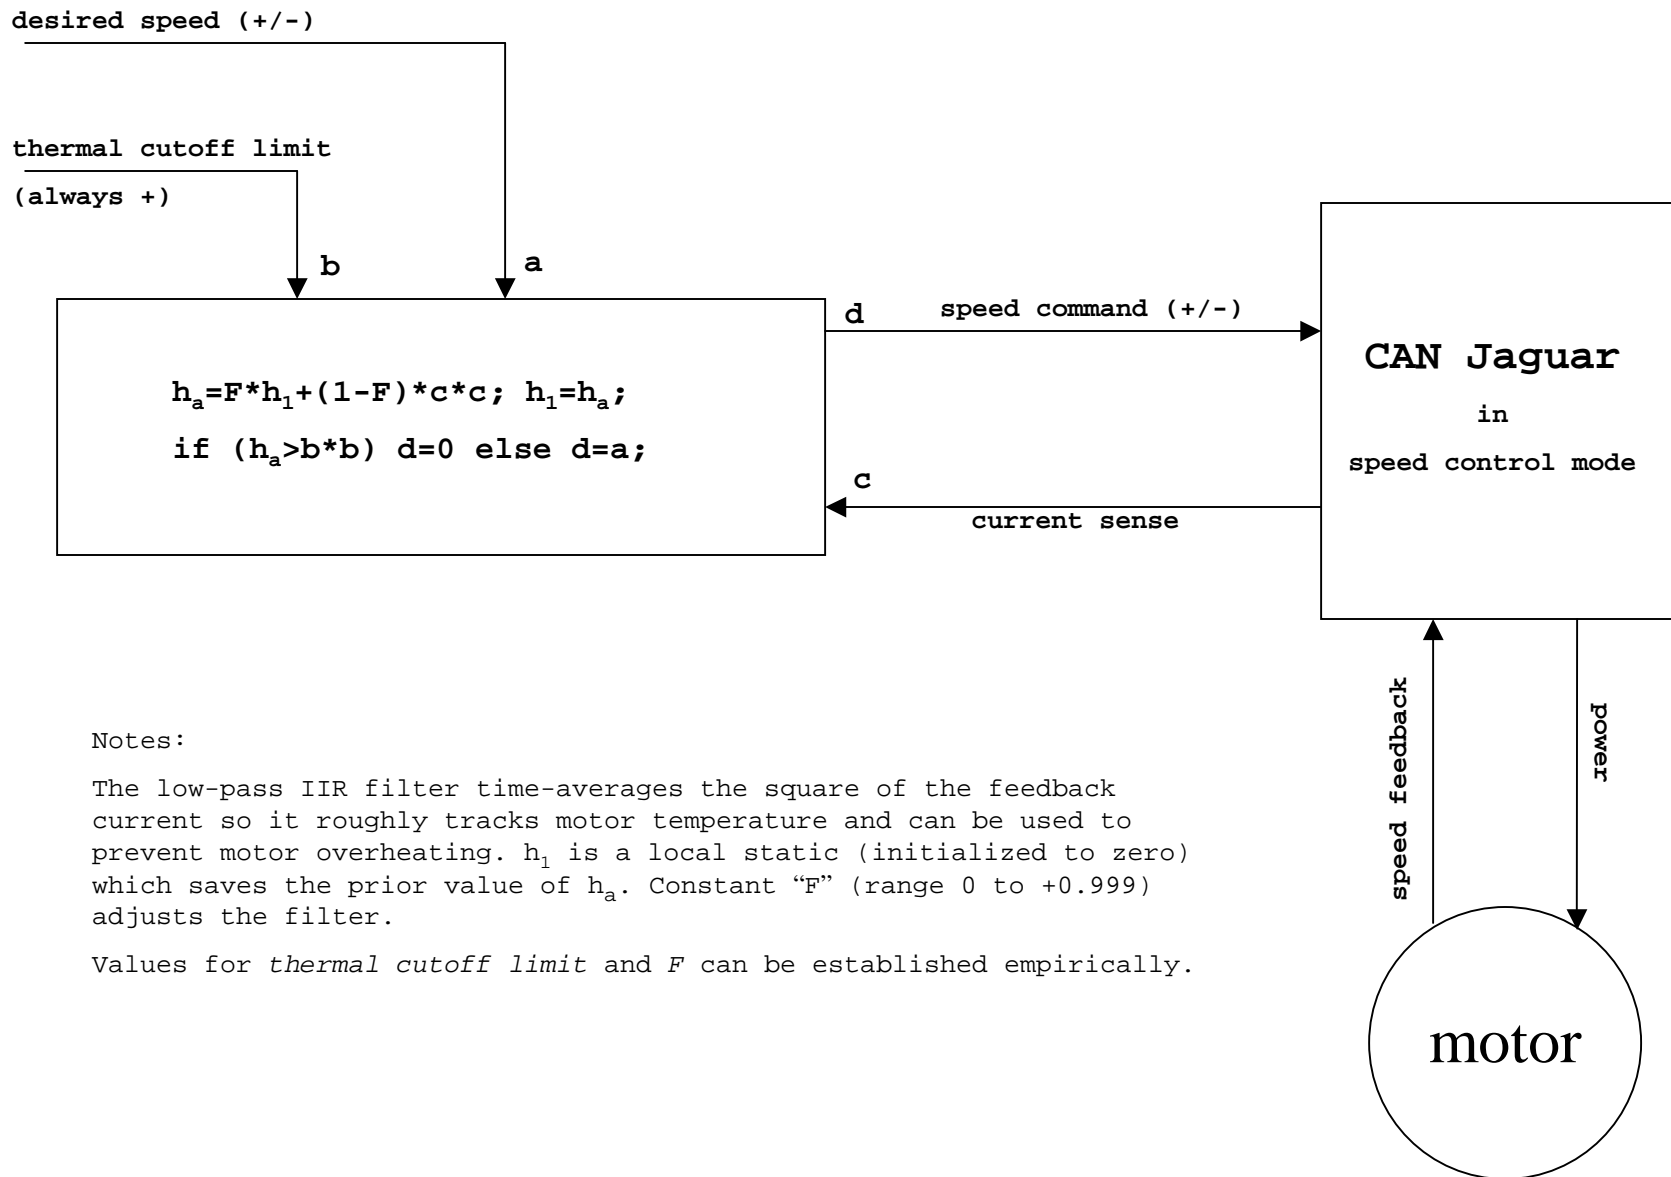 desired speed (+/-)
thermal cutoff limit
(always +)
b
a
d
speed command (+/-)
hₐ=F*h₁+(1-F)*c*c; h₁=hₐ;
if (hₐ>b*b) d=0 else d=a;
c
current sense
CAN Jaguar
in
speed control mode
speed feedback
power
Notes:
The low-pass IIR filter time-averages the square of the feedback
current so it roughly tracks motor temperature and can be used to
prevent motor overheating. h₁ is a local static (initialized to zero)
which saves the prior value of hₐ. Constant “F” (range 0 to +0.999)
adjusts the filter.
Values for thermal cutoff limit and F can be established empirically.
motor